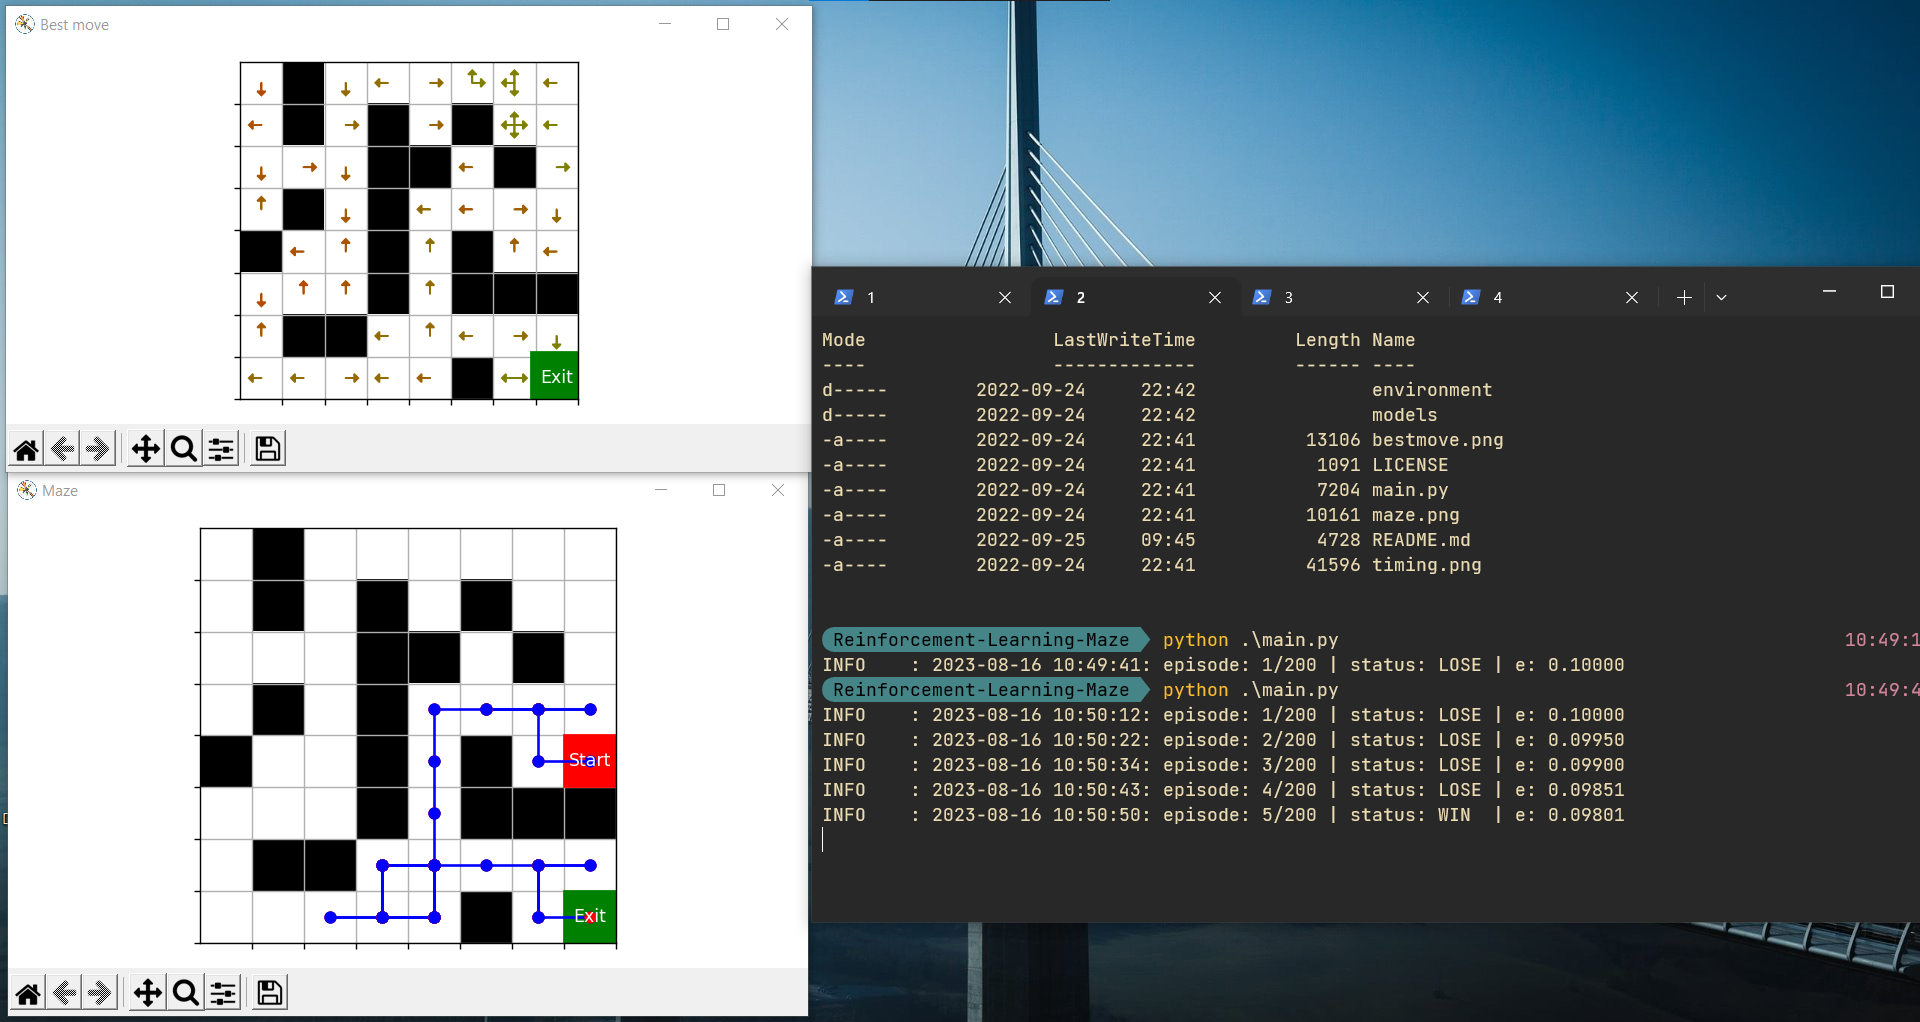 Best move
Exit
Maze
Start
Exit
1 2 3 4
Mode LastWriteTime Length Name
---- ------------- ------ ----
d----- 2022-09-24 22:42 environment
d----- 2022-09-24 22:42 models
-a---- 2022-09-24 22:41 13106 bestmove.png
-a---- 2022-09-24 22:41 1091 LICENSE
-a---- 2022-09-24 22:41 7204 main.py
-a---- 2022-09-24 22:41 10161 maze.png
-a---- 2022-09-25 09:45 4728 README.md
-a---- 2022-09-24 22:41 41596 timing.png
Reinforcement-Learning-Maze python .\main.py 10:49:1
INFO : 2023-08-16 10:49:41: episode: 1/200 | status: LOSE | e: 0.10000
Reinforcement-Learning-Maze python .\main.py 10:49:4
INFO : 2023-08-16 10:50:12: episode: 1/200 | status: LOSE | e: 0.10000
INFO : 2023-08-16 10:50:22: episode: 2/200 | status: LOSE | e: 0.09950
INFO : 2023-08-16 10:50:34: episode: 3/200 | status: LOSE | e: 0.09900
INFO : 2023-08-16 10:50:43: episode: 4/200 | status: LOSE | e: 0.09851
INFO : 2023-08-16 10:50:50: episode: 5/200 | status: WIN | e: 0.09801